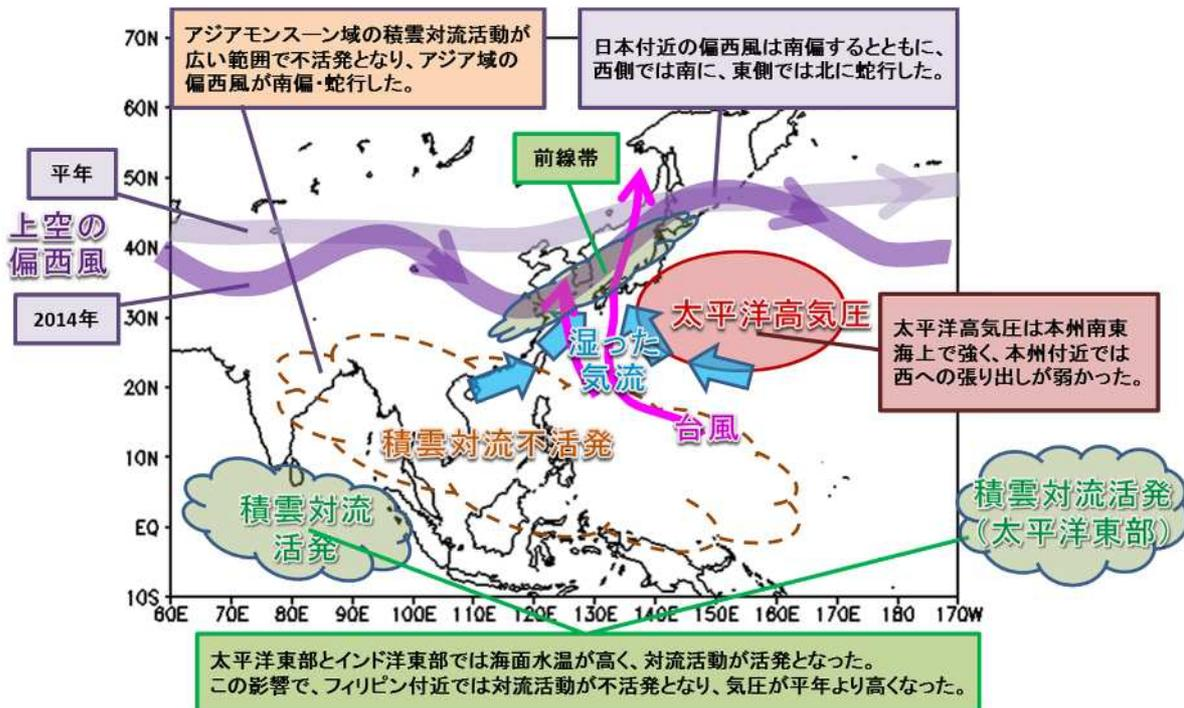 アジアモンスーン域の積雲対流活動が
広い範囲で不活発となり、アジア域の
偏西風が南偏・蛇行した。
日本付近の偏西風は南偏するとともに、
西側では南に、東側では北に蛇行した。
前線帯
平年
上空の
偏西風
2014年
太平洋高気圧
太平洋高気圧は本州南東
海上で強く、本州付近では
西への張り出しが弱かった。
湿った
気流
台風
積雲対流不活発
積雲対流
活発
積雲対流活発
（太平洋東部）
70N
60N
50N
40N
30N
20N
10N
EQ
10S
60E 70E 80E 90E 100E 110E 120E 130E 140E 150E 160E 170E 180 170W
太平洋東部とインド洋東部では海面水温が高く、対流活動が活発となった。
この影響で、フィリピン付近では対流活動が不活発となり、気圧が平年より高くなった。